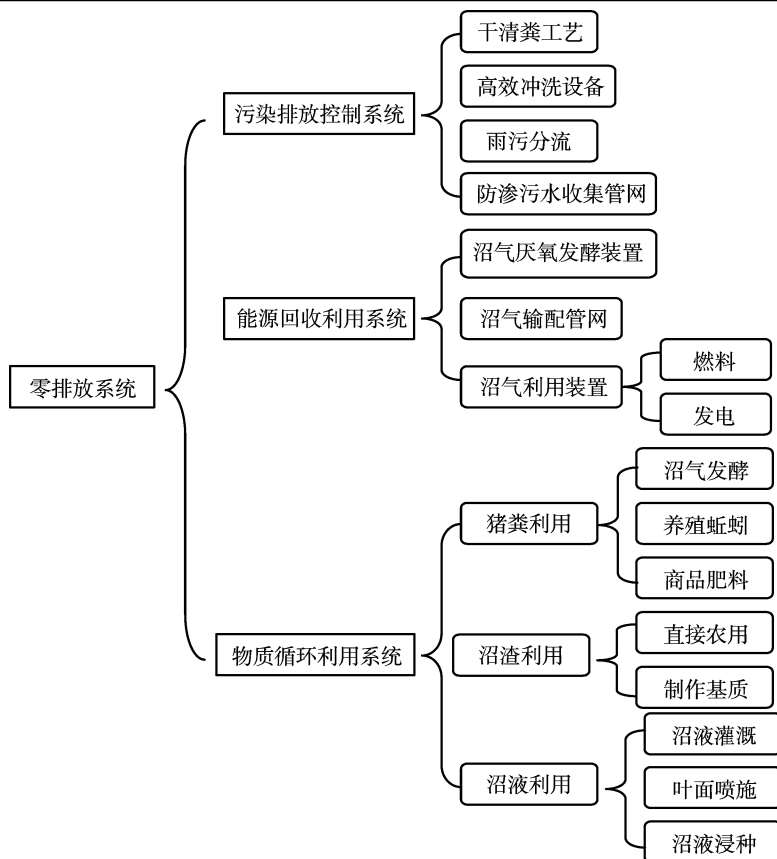 零排放系统
污染排放控制系统
干清粪工艺
高效冲洗设备
雨污分流
防渗污水收集管网
能源回收利用系统
沼气厌氧发酵装置
沼气输配管网
沼气利用装置
燃料
发电
物质循环利用系统
猪粪利用
沼气发酵
养殖蚯蚓
商品肥料
沼渣利用
直接农用
制作基质
沼液利用
沼液灌溉
叶面喷施
沼液浸种